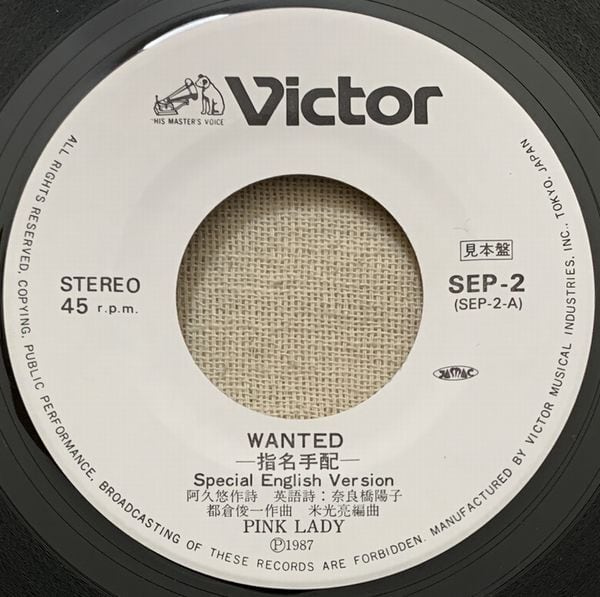 "HIS MASTER'S VOICE"
Victor
見本盤
STEREO
45 r.p.m.
SEP-2
(SEP-2-A)
JASRAC
WANTED
—指名手配—
Special English Version
阿久悠作詩 英語詩:奈良橋陽子
都倉俊一作曲 米光亮編曲
PINK LADY
Ⓟ1987
ALL RIGHTS RESERVED, COPYING, PUBLIC PERFORMANCE, BROADCASTING OF THESE RECORDS ARE FORBIDDEN. MANUFACTURED BY VICTOR MUSICAL INDUSTRIES, INC., TOKYO, JAPAN